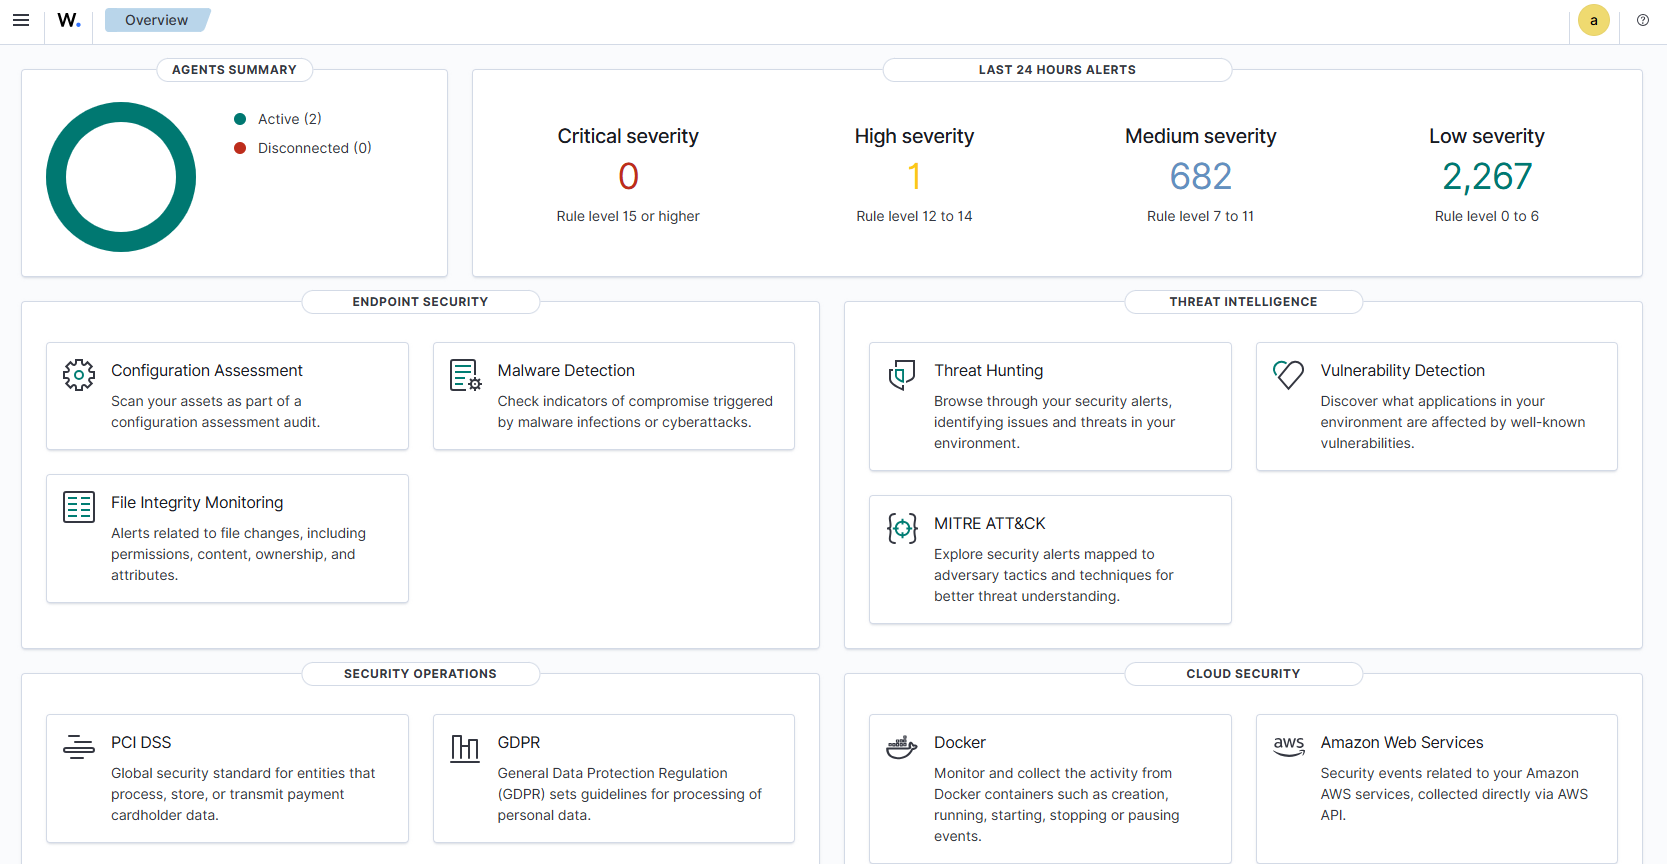 W.
Overview
a
AGENTS SUMMARY
Active (2)
Disconnected (0)
LAST 24 HOURS ALERTS
Critical severity
0
Rule level 15 or higher
High severity
1
Rule level 12 to 14
Medium severity
682
Rule level 7 to 11
Low severity
2,267
Rule level 0 to 6
ENDPOINT SECURITY
Configuration Assessment
Scan your assets as part of a
configuration assessment audit.
Malware Detection
Check indicators of compromise triggered
by malware infections or cyberattacks.
File Integrity Monitoring
Alerts related to file changes, including
permissions, content, ownership, and
attributes.
THREAT INTELLIGENCE
Threat Hunting
Browse through your security alerts,
identifying issues and threats in your
environment.
Vulnerability Detection
Discover what applications in your
environment are affected by well-known
vulnerabilities.
MITRE ATT&CK
Explore security alerts mapped to
adversary tactics and techniques for
better threat understanding.
SECURITY OPERATIONS
PCI DSS
Global security standard for entities that
process, store, or transmit payment
cardholder data.
GDPR
General Data Protection Regulation
(GDPR) sets guidelines for processing of
personal data.
CLOUD SECURITY
Docker
Monitor and collect the activity from
Docker containers such as creation,
running, starting, stopping or pausing
events.
aws
Amazon Web Services
Security events related to your Amazon
AWS services, collected directly via AWS
API.